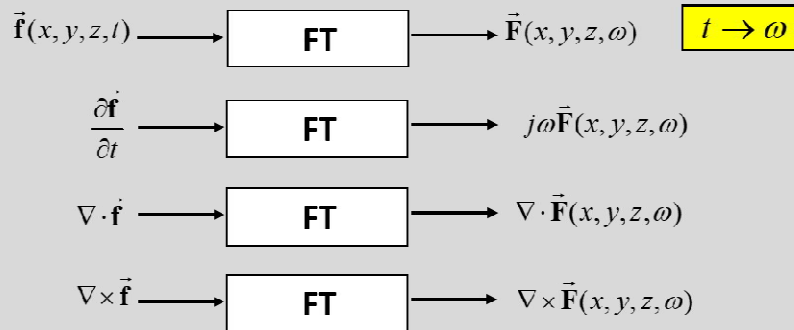 f⃗(x, y, z, t) FT F⃗(x, y, z, ω) t → ω
∂f⃗/∂t FT jωF⃗(x, y, z, ω)
∇ · f⃗ FT ∇ · F⃗(x, y, z, ω)
∇ × f⃗ FT ∇ × F⃗(x, y, z, ω)